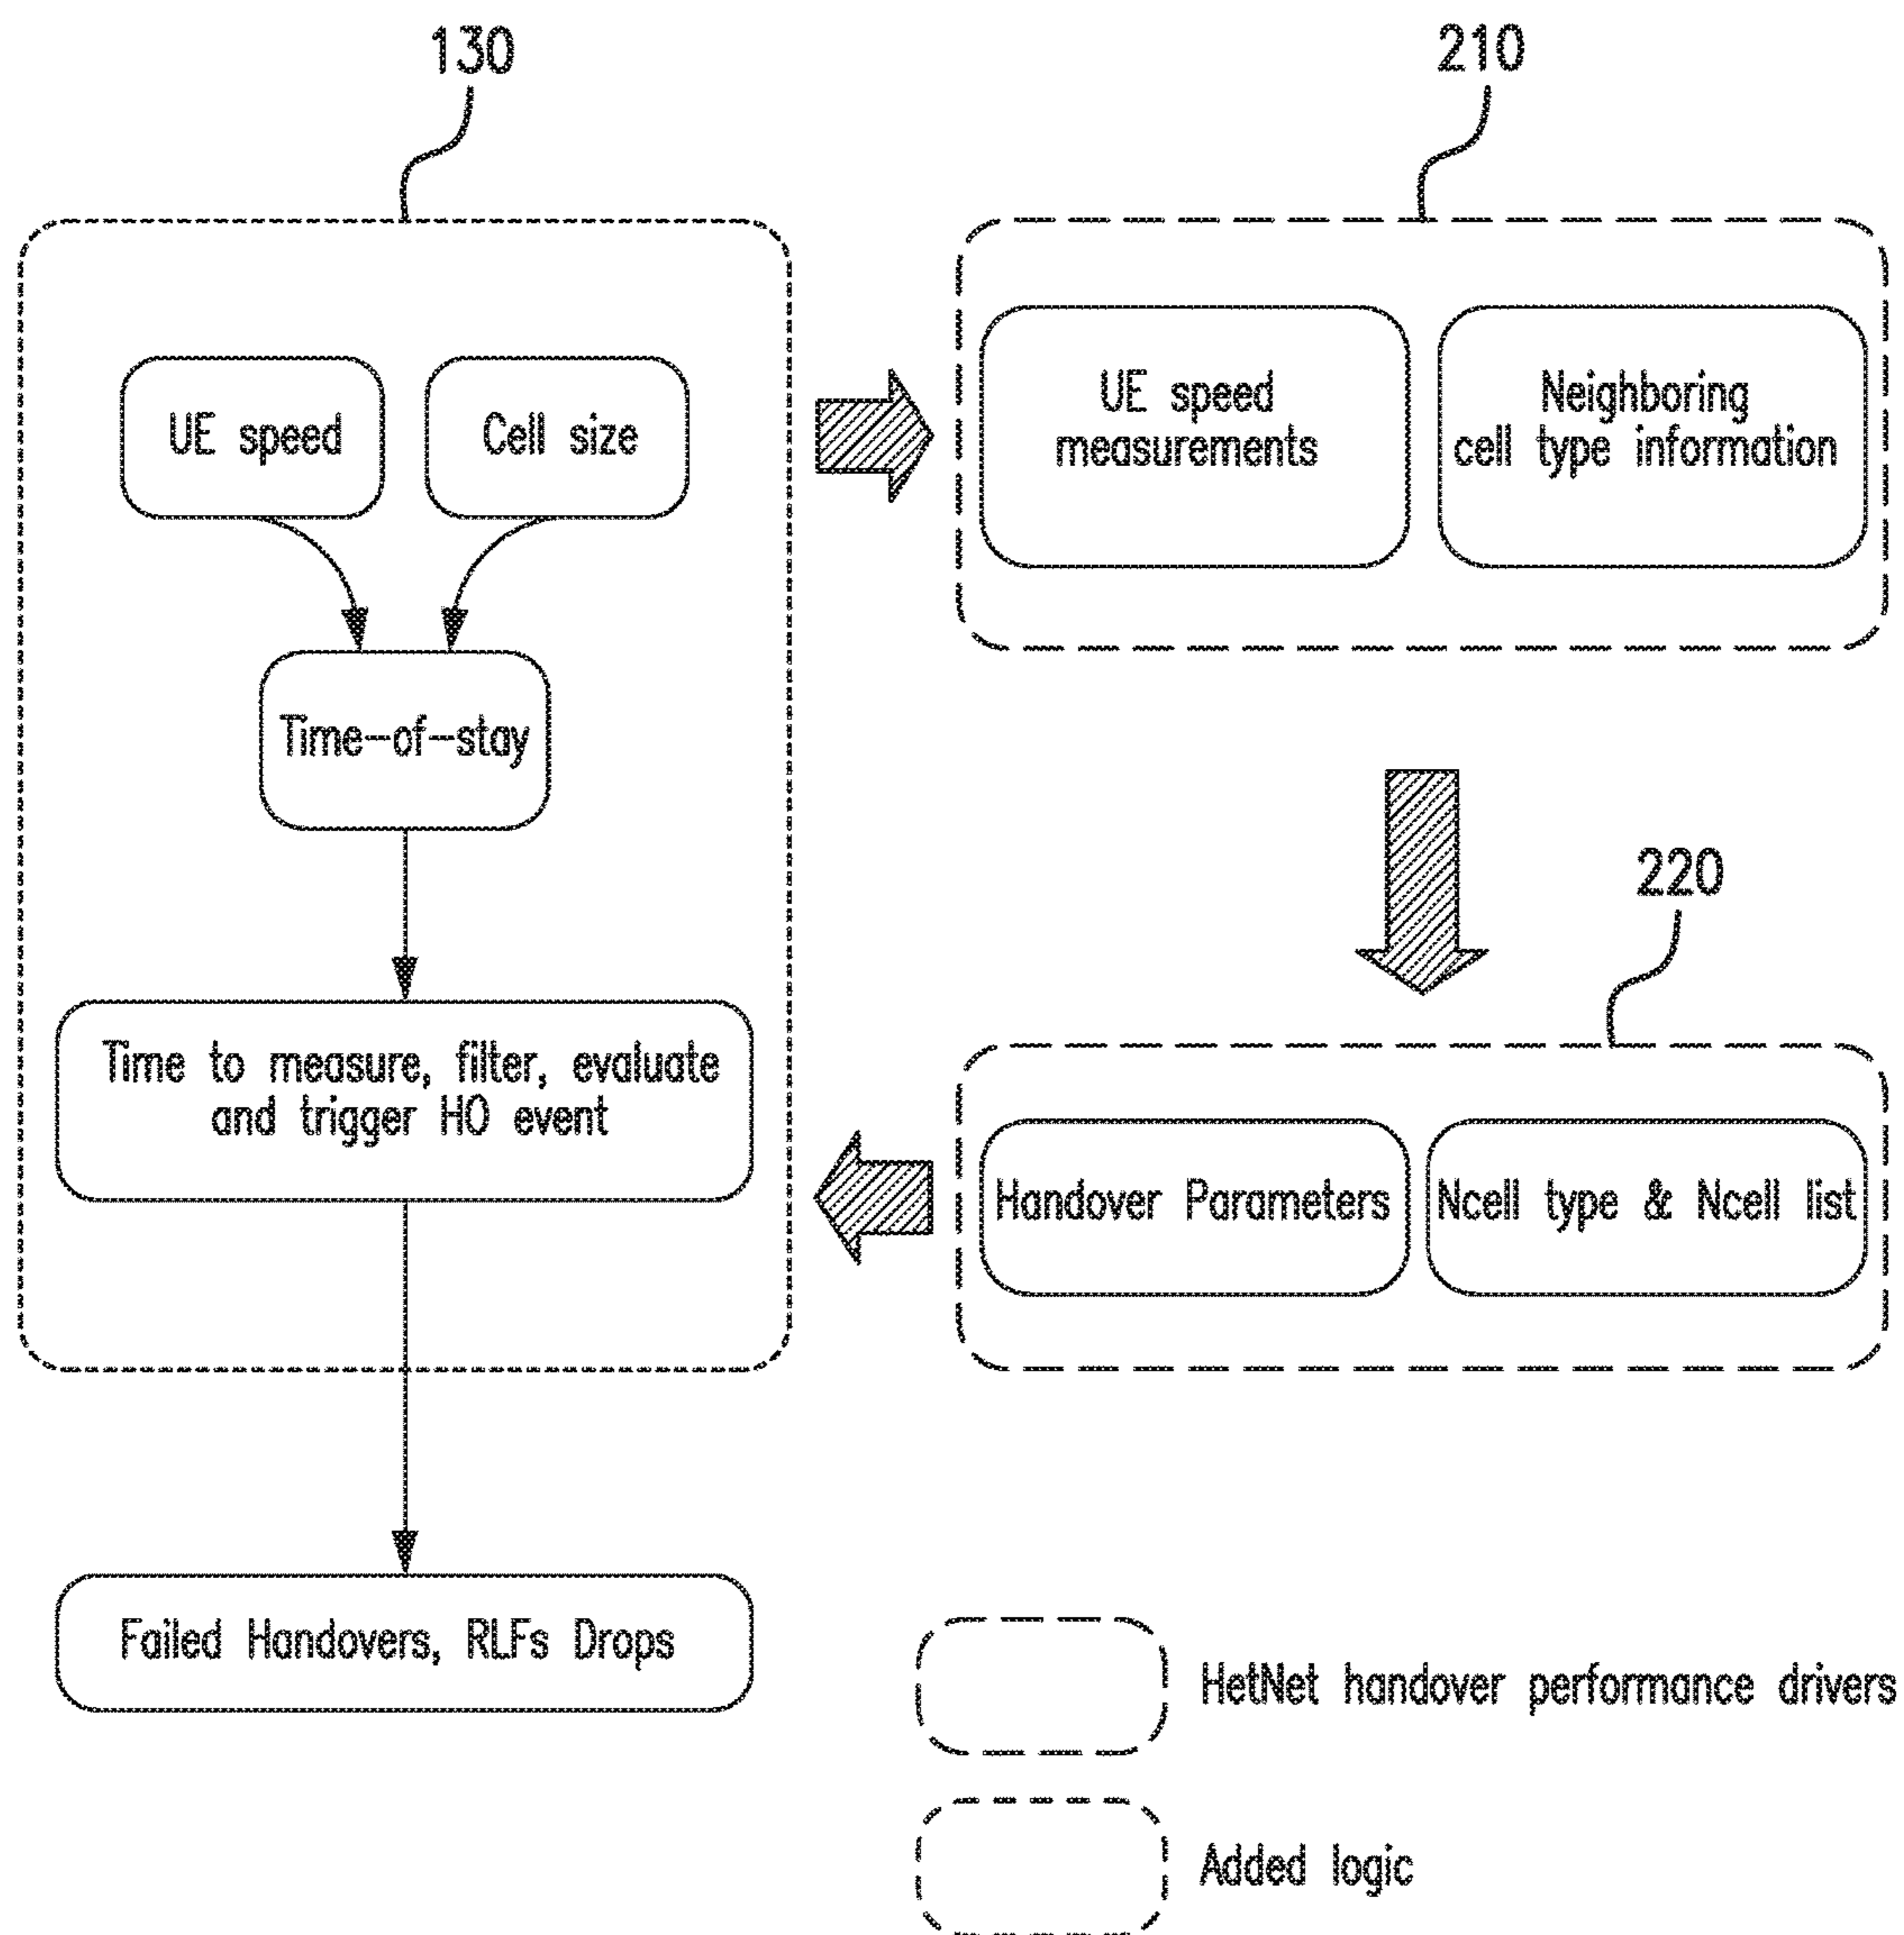 130
210
UE speed
Cell size
UE speed
measurements
Neighboring
cell type information
Time-of-stay
220
Time to measure, filter, evaluate
and trigger HO event
Handover Parameters
Ncell type & Ncell list
Failed Handovers, RLFs Drops
HetNet handover performance drivers
Added logic